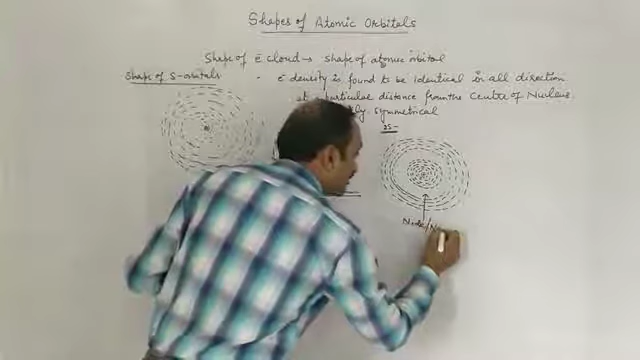 Shapes of Atomic Orbitals
Shape of ē cloud → shape of atomic orbital
Shape of S-orbitals - ē density is found to be identical in all direction
at a particular distance from the Centre of Nucleus.
symmetrical
2S-
Node/N